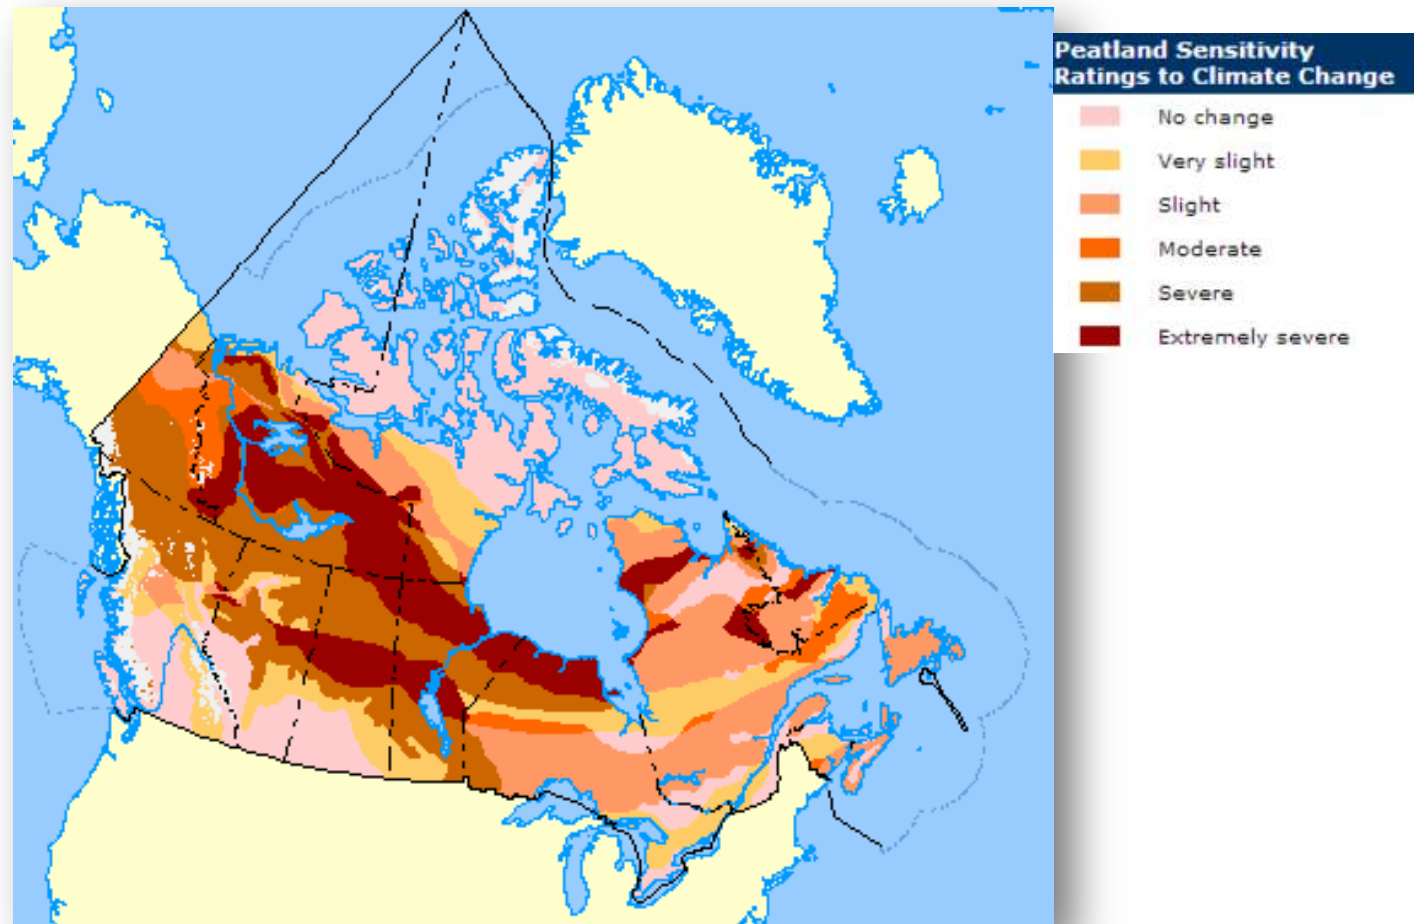 Peatland Sensitivity
Ratings to Climate Change
No change
Very slight
Slight
Moderate
Severe
Extremely severe